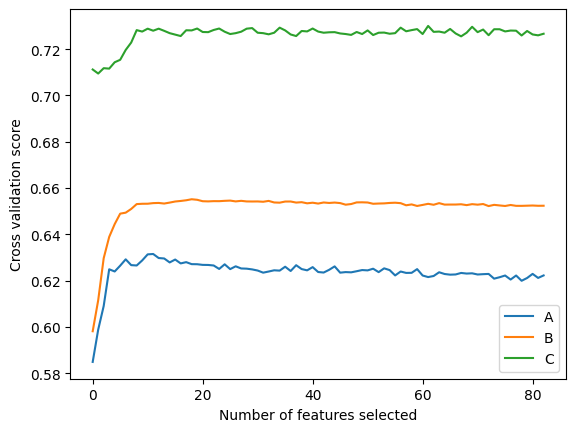 0.72
0.70
0.68
0.66
0.64
0.62
0.60
0.58
Cross validation score
0 20 40 60 80
Number of features selected
A
B
C